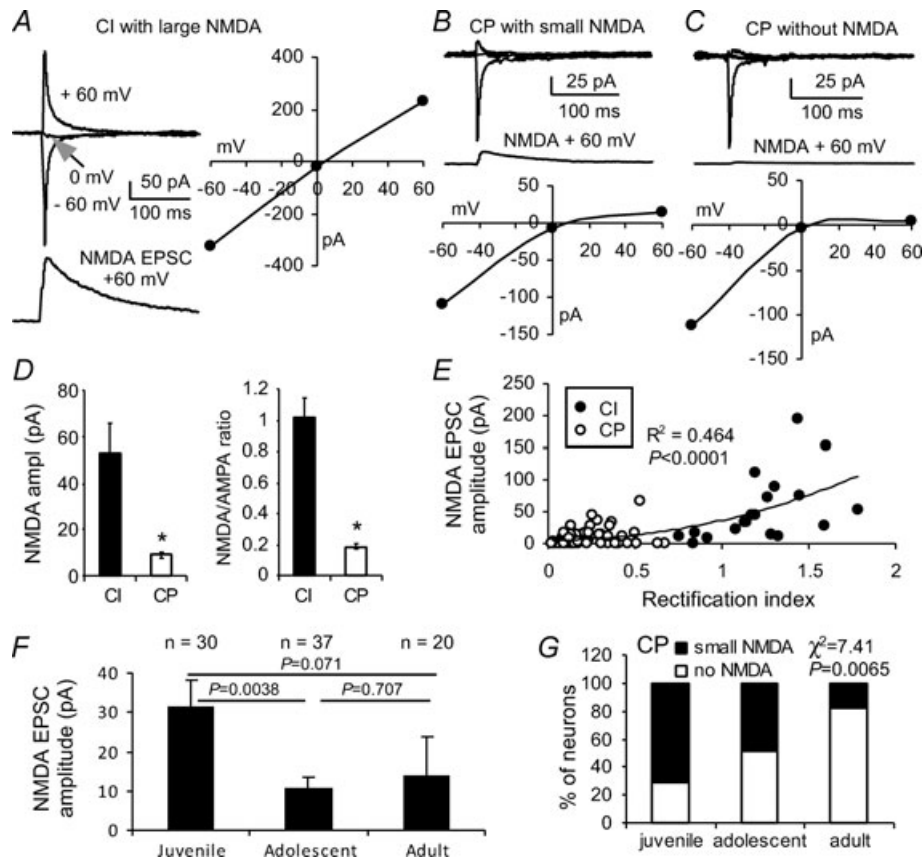 A CI with large NMDA
+ 60 mV
0 mV
- 60 mV
50 pA
100 ms
NMDA EPSC
+60 mV
400
200
mV
-60 -40 -20 0 20 40 60
-200
pA
-400
B CP with small NMDA
25 pA
100 ms
NMDA + 60 mV
50
mV
0
-60 0 20 40 60
-50
-100
pA
-150
C CP without NMDA
25 pA
100 ms
NMDA + 60 mV
50
mV
0
-60 0 20 40 60
-50
-100
pA
-150
D
NMDA ampl (pA)
80
60
40
20
0
*
CI CP
NMDA/AMPA ratio
1.2
1
0.8
0.6
0.4
0.2
0
*
CI CP
E
NMDA EPSC
amplitude (pA)
250
200
150
100
50
0
CI
CP
R² = 0.464
P<0.0001
0 0.5 1 1.5 2
Rectification index
F
n = 30 n = 37 n = 20
P=0.071
P=0.0038 P=0.707
NMDA EPSC
amplitude (pA)
40
30
20
10
0
Juvenile Adolescent Adult
G CP small NMDA χ²=7.41
no NMDA P=0.0065
% of neurons
100
80
60
40
20
0
juvenile adolescent adult